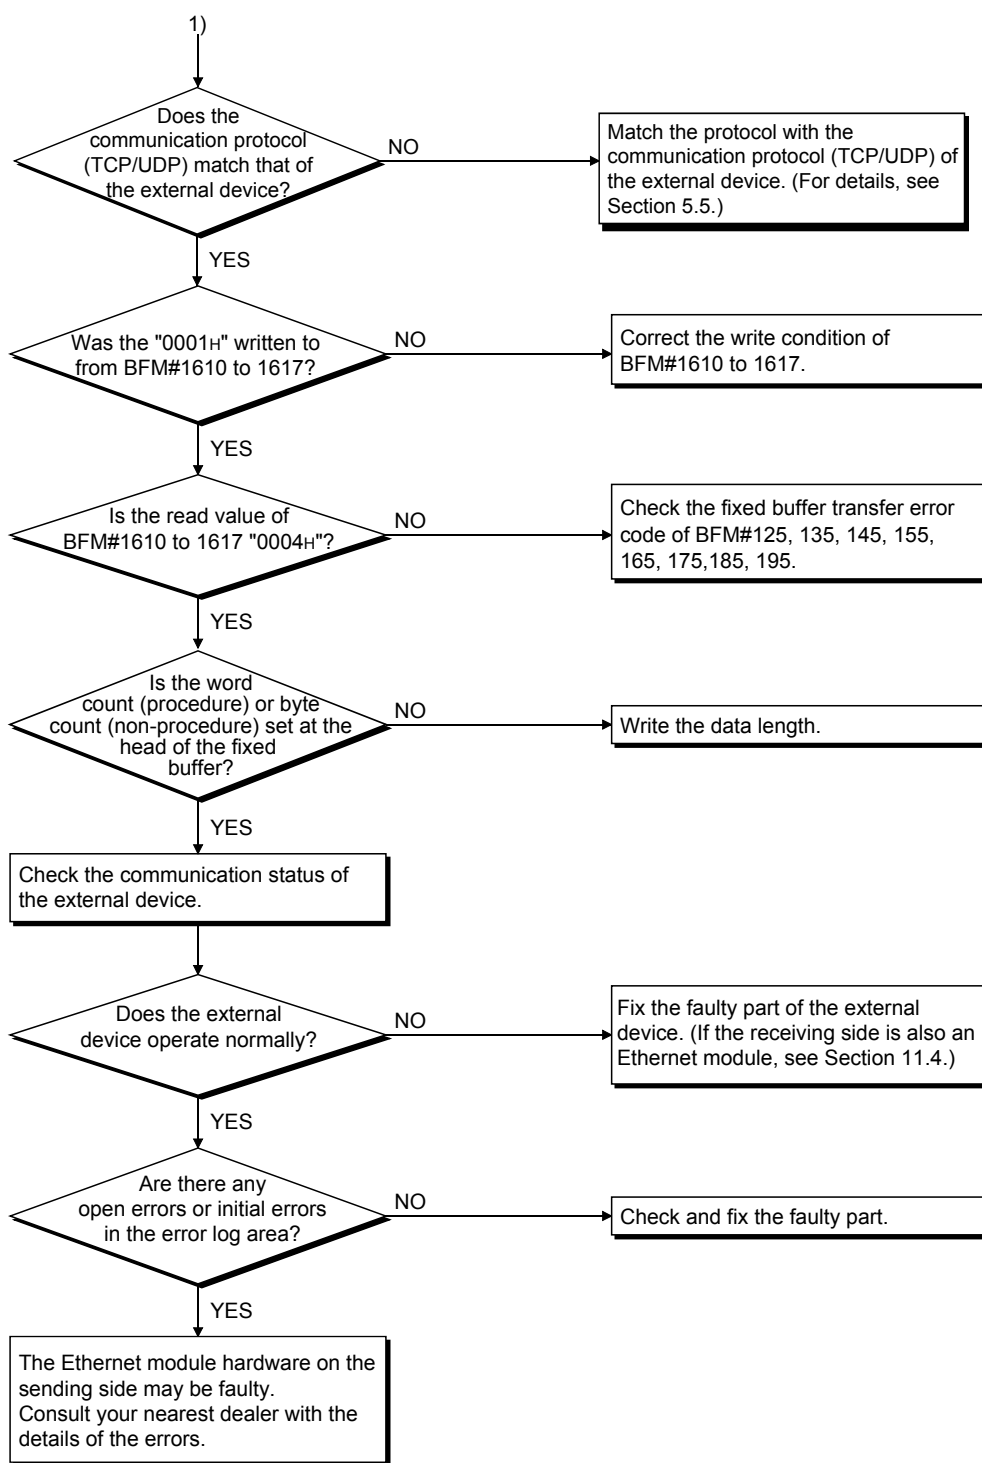 1)
Does the
communication protocol
(TCP/UDP) match that of
the external device?
NO
Match the protocol with the
communication protocol (TCP/UDP) of
the external device. (For details, see
Section 5.5.)
YES
Was the "0001H" written to
from BFM#1610 to 1617?
NO
Correct the write condition of
BFM#1610 to 1617.
YES
Is the read value of
BFM#1610 to 1617 "0004H"?
NO
Check the fixed buffer transfer error
code of BFM#125, 135, 145, 155,
165, 175,185, 195.
YES
Is the word
count (procedure) or byte
count (non-procedure) set at the
head of the fixed
buffer?
NO
Write the data length.
YES
Check the communication status of
the external device.
Does the external
device operate normally?
NO
Fix the faulty part of the external
device. (If the receiving side is also an
Ethernet module, see Section 11.4.)
YES
Are there any
open errors or initial errors
in the error log area?
NO
Check and fix the faulty part.
YES
The Ethernet module hardware on the
sending side may be faulty.
Consult your nearest dealer with the
details of the errors.